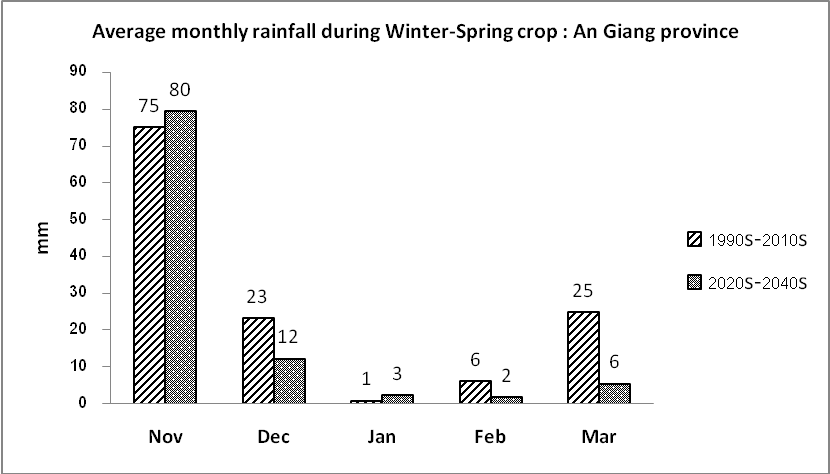 Average monthly rainfall during Winter-Spring crop : An Giang province
90
80
70
60
50
40
30
20
10
0
mm
75
80
23
12
1
3
6
2
25
6
Nov
Dec
Jan
Feb
Mar
1990S-2010S
2020S-2040S